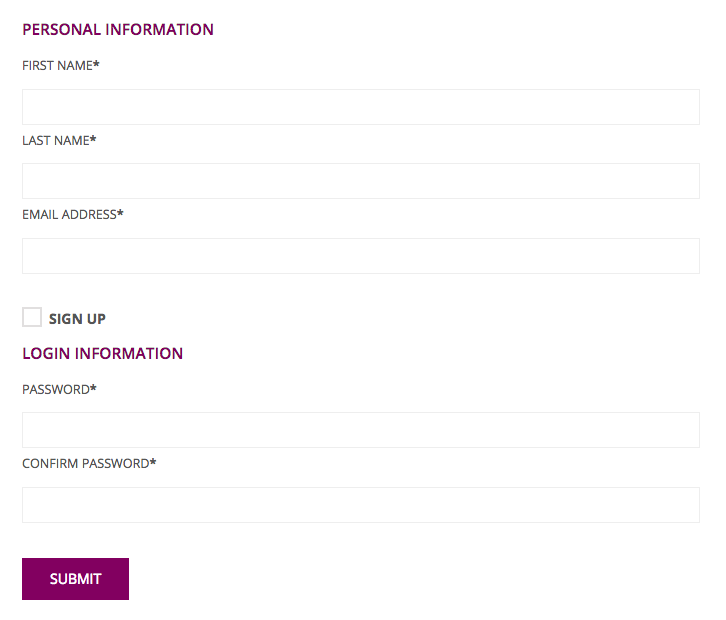 PERSONAL INFORMATION
FIRST NAME*
LAST NAME*
EMAIL ADDRESS*
SIGN UP
LOGIN INFORMATION
PASSWORD*
CONFIRM PASSWORD*
SUBMIT